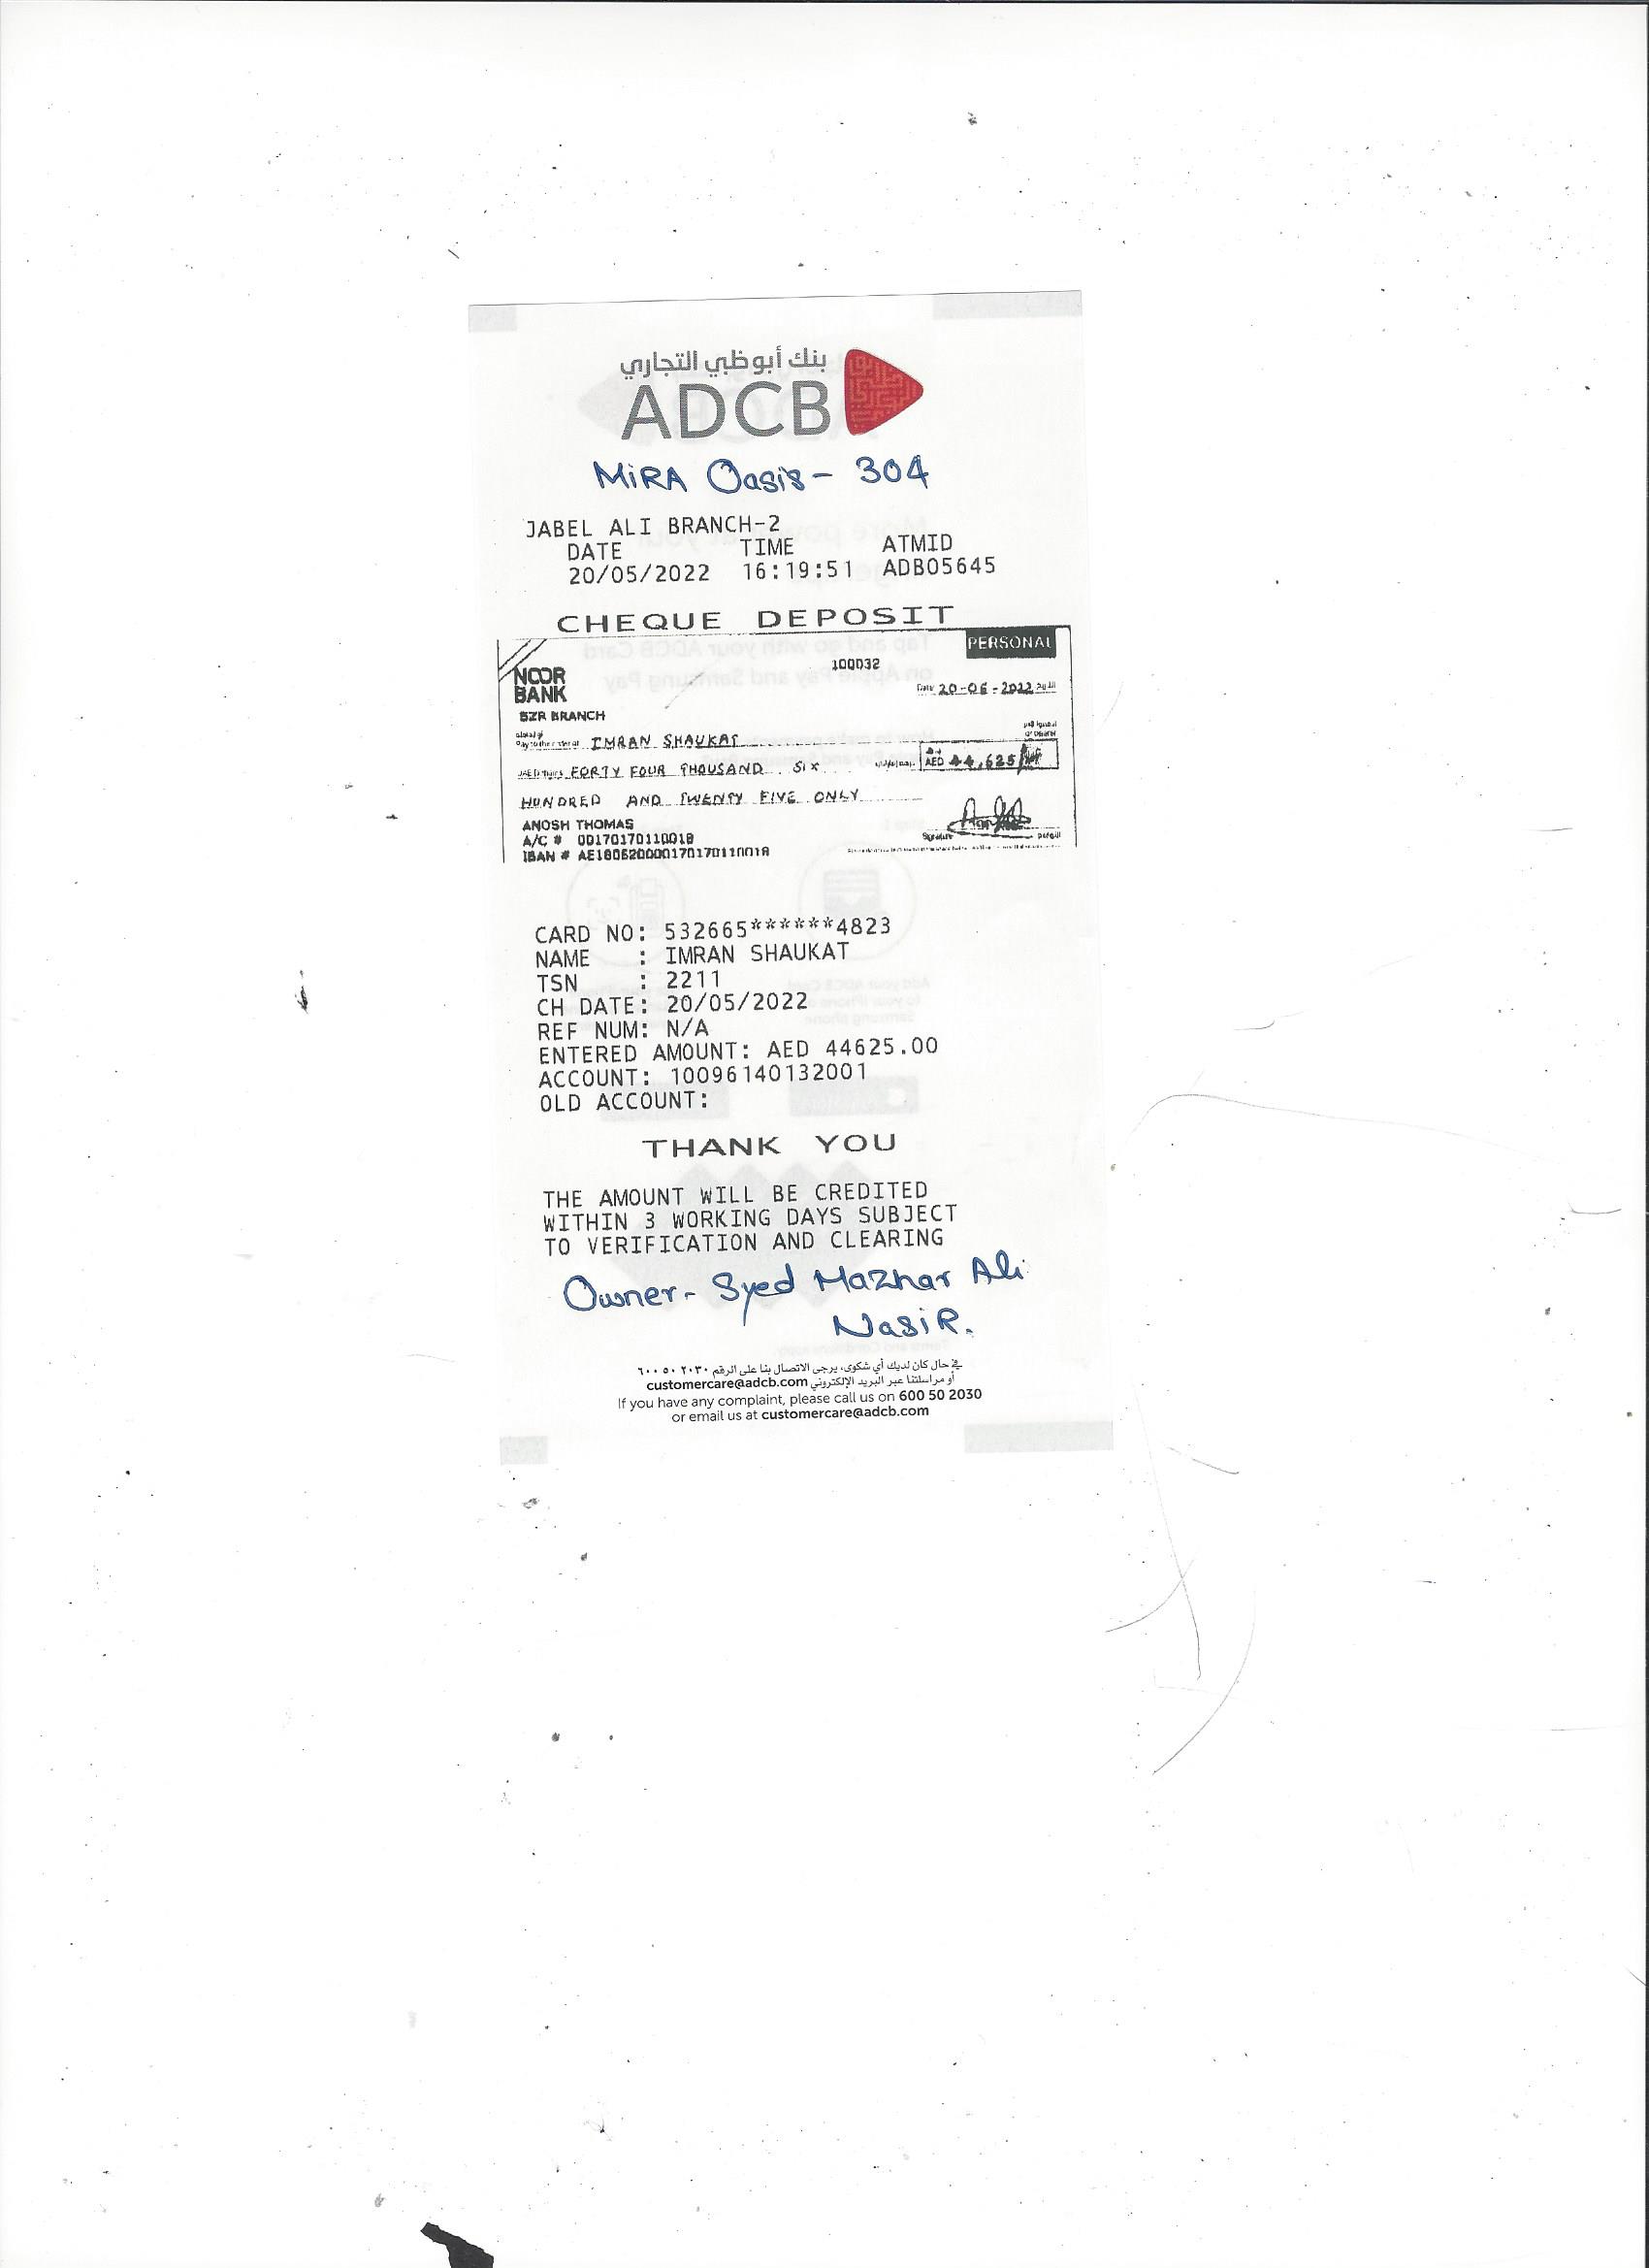 بنك أبوظبي التجاري
ADCB
MiRA Oasis - 304
JABEL ALI BRANCH-2
DATE TIME ATMID
20/05/2022 16:19:51 ADB05645
CHEQUE DEPOSIT
PERSONAL
NOOR
BANK
100032
Date 20-05-2022
SZR BRANCH
Pay to the order of IMRAN SHAUKAT
FORTY FOUR THOUSAND SIX AED 44,625/
HUNDRED AND TWENTY FIVE ONLY
ANOSH THOMAS
A/C # 00170170110018
Signature
IBAN # AE180520000170170110018
CARD NO: 532665******4823
NAME : IMRAN SHAUKAT
TSN : 2211
CH DATE: 20/05/2022
REF NUM: N/A
ENTERED AMOUNT: AED 44625.00
ACCOUNT: 10096140132001
OLD ACCOUNT:
THANK YOU
THE AMOUNT WILL BE CREDITED
WITHIN 3 WORKING DAYS SUBJECT
TO VERIFICATION AND CLEARING
Owner- Syed Mazhar Ali
NasiR.
في حال كان لديك أي شكوى، يرجى الاتصال بنا على الرقم ٢٠٣٠ ٥٠ ٦٠٠
أو مراسلتنا عبر البريد الإلكتروني customercare@adcb.com
If you have any complaint, please call us on 600 50 2030
or email us at customercare@adcb.com